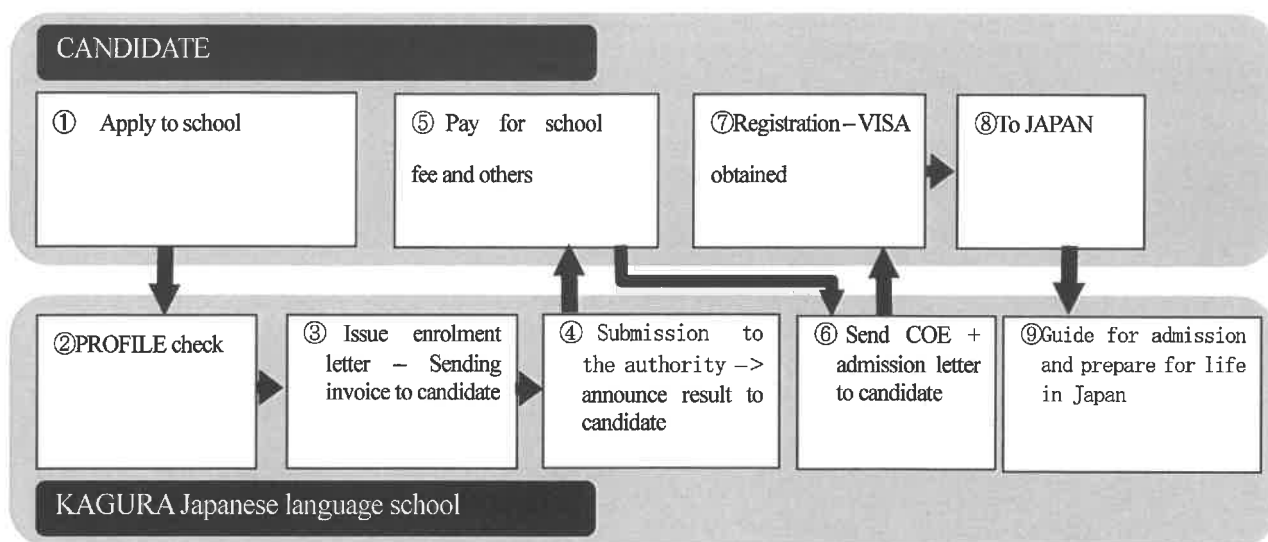 CANDIDATE
① Apply to school
⑤ Pay for school
fee and others
⑦Registration–VISA
obtained
⑧To JAPAN
②PROFILE check
③ Issue enrolment
letter – Sending
invoice to candidate
④ Submission to
the authority ->
announce result to
candidate
⑥ Send COE +
admission letter
to candidate
⑨Guide for admission
and prepare for life
in Japan
KAGURA Japanese language school